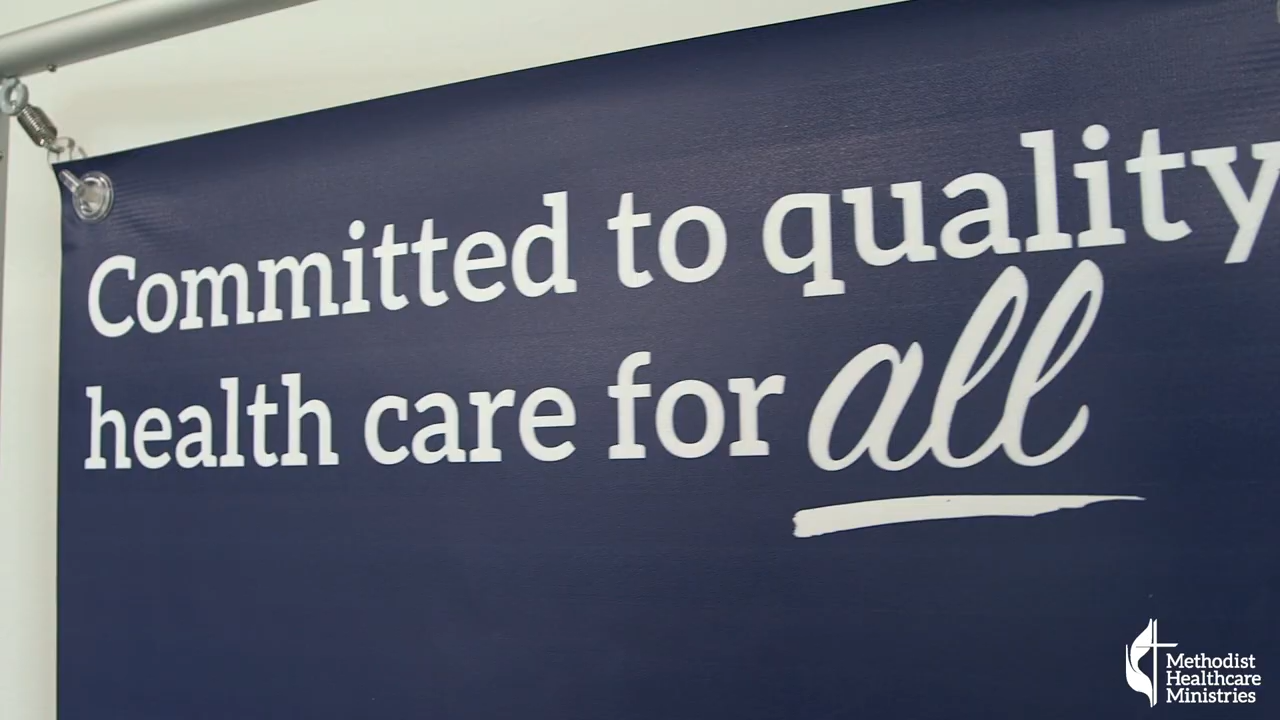 Committed to quality
health care for all
Methodist
Healthcare
Ministries